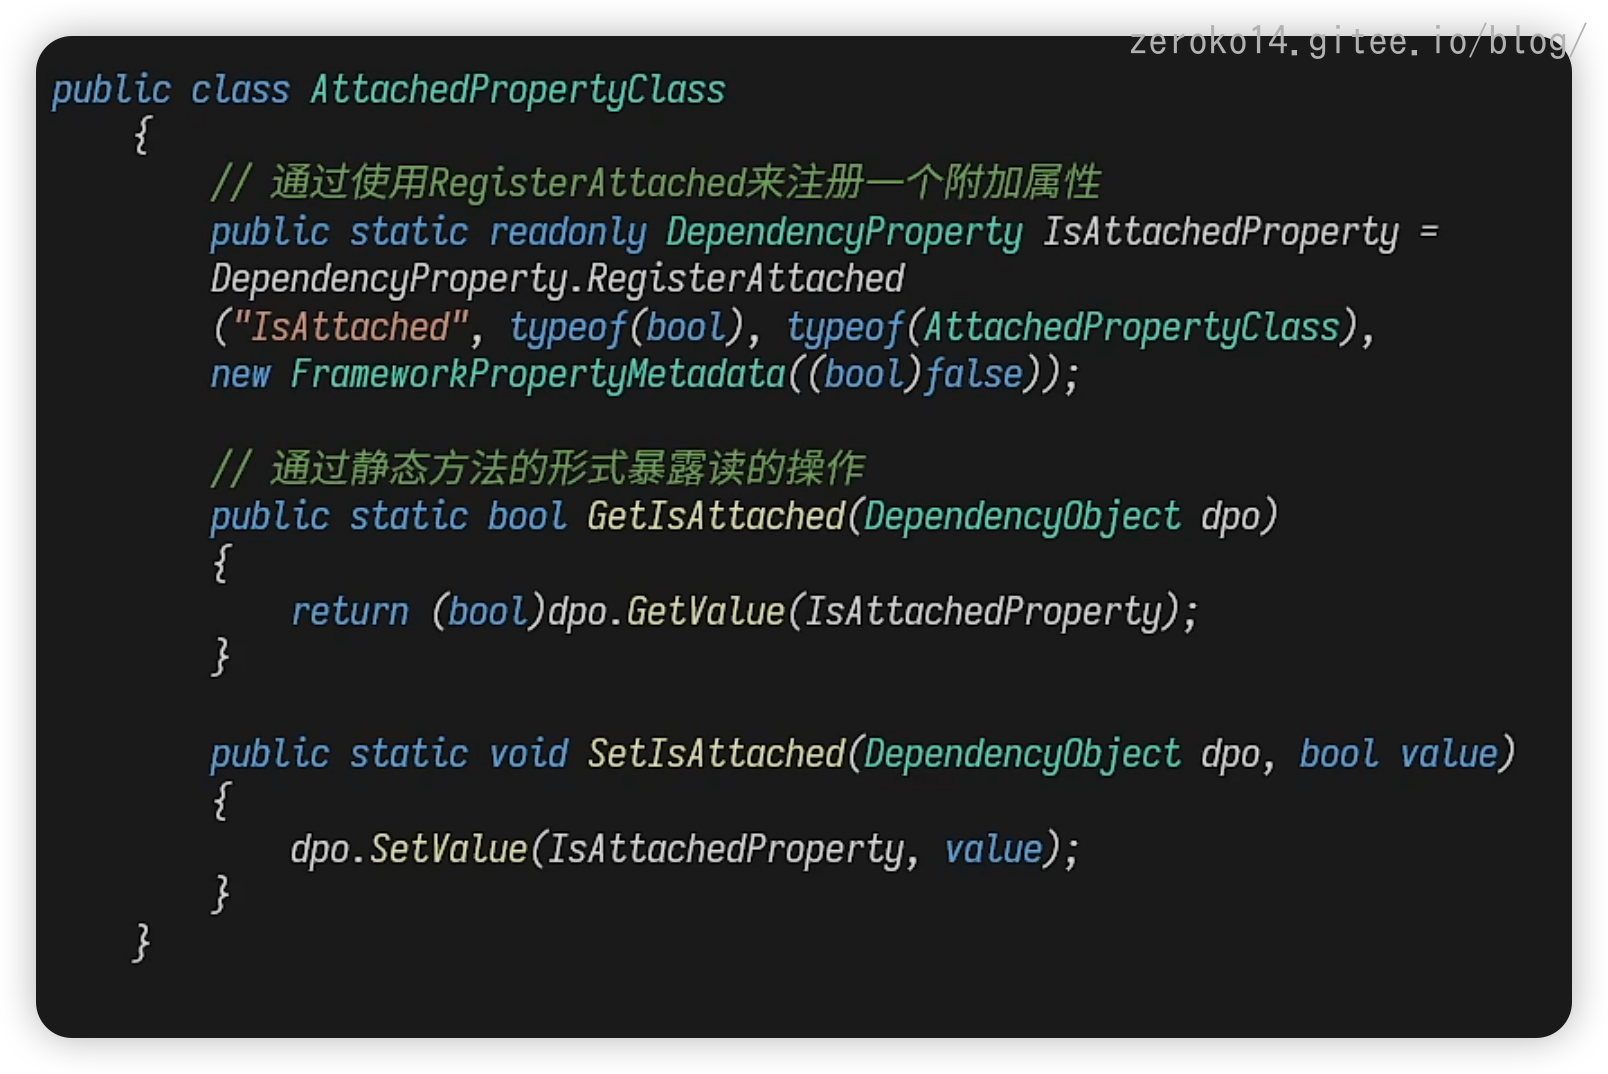 zeroko14.gitee.io/blog/
public class AttachedPropertyClass
{
// 通过使用RegisterAttached来注册一个附加属性
public static readonly DependencyProperty IsAttachedProperty =
DependencyProperty.RegisterAttached
("IsAttached", typeof(bool), typeof(AttachedPropertyClass),
new FrameworkPropertyMetadata((bool)false));
// 通过静态方法的形式暴露读的操作
public static bool GetIsAttached(DependencyObject dpo)
{
return (bool)dpo.GetValue(IsAttachedProperty);
}
public static void SetIsAttached(DependencyObject dpo, bool value)
{
dpo.SetValue(IsAttachedProperty, value);
}
}